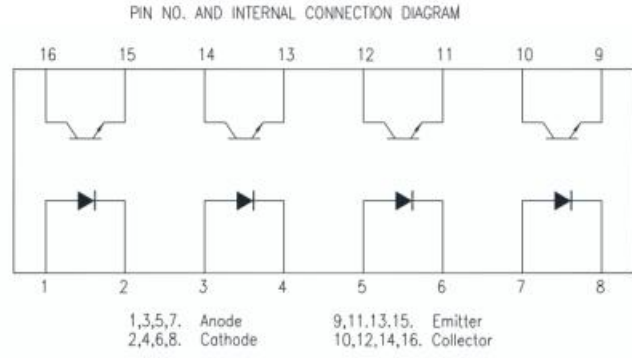 PIN NO. AND INTERNAL CONNECTION DIAGRAM
16 15 14 13 12 11 10 9
1 2 3 4 5 6 7 8
1,3,5,7. Anode 9,11.13.15. Emitter
2,4,6,8. Cathode 10,12,14,16. Collector